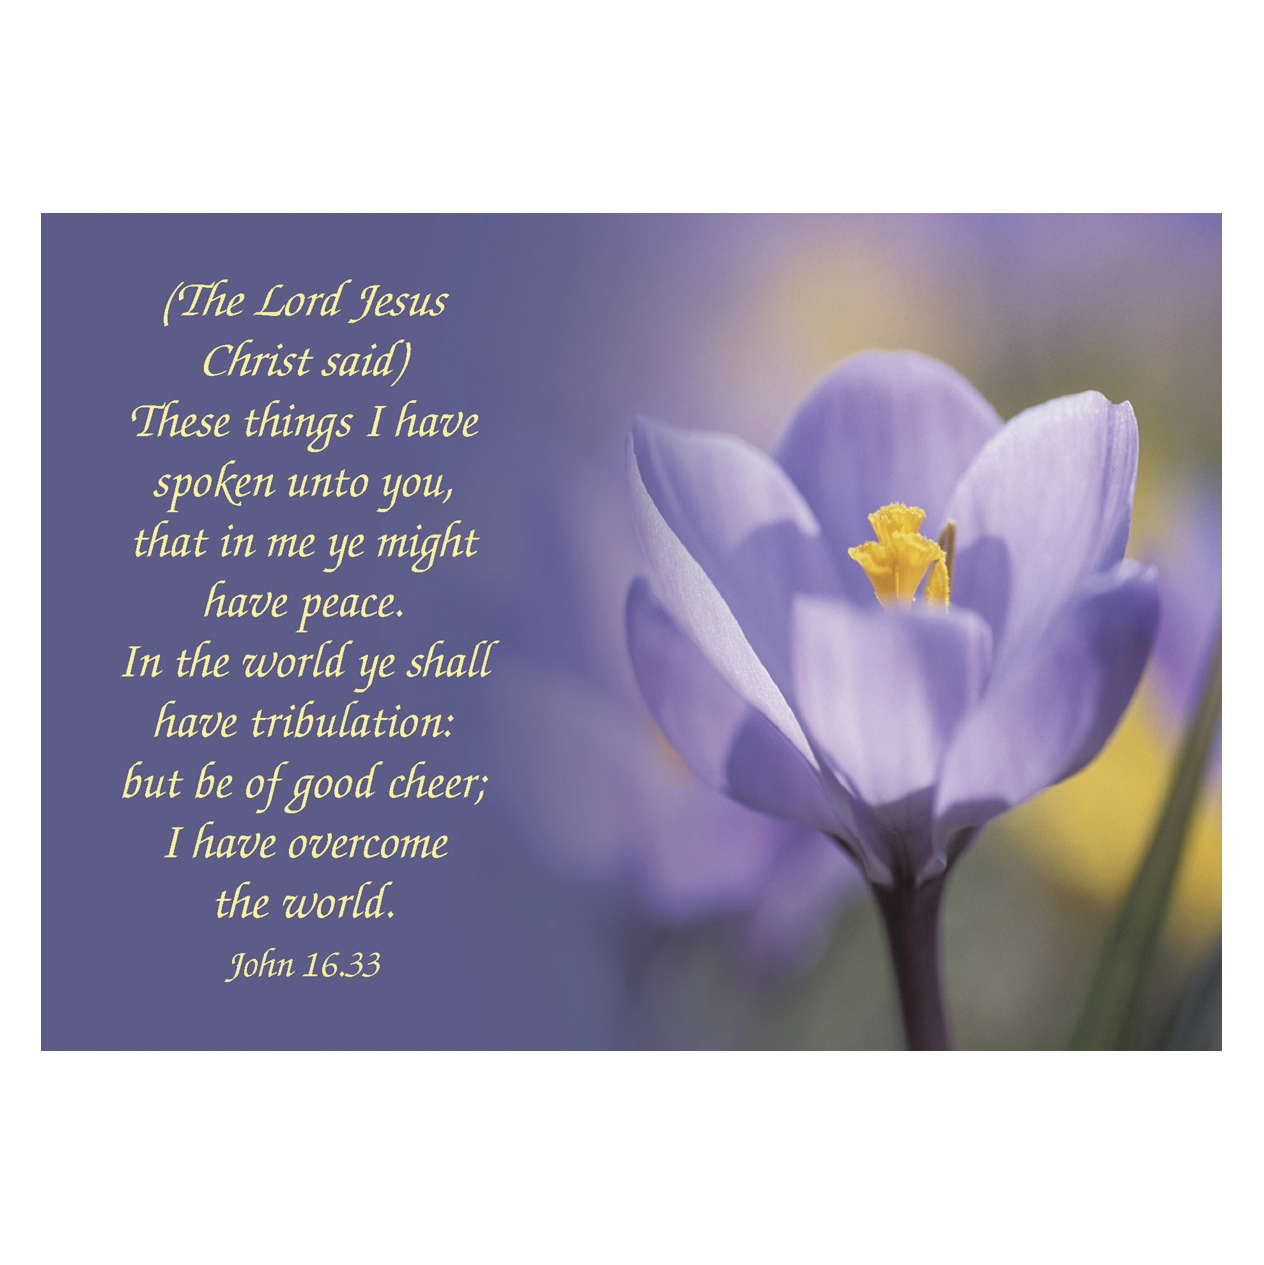 (The Lord Jesus
Christ said)
These things I have
spoken unto you,
that in me ye might
have peace.
In the world ye shall
have tribulation:
but be of good cheer;
I have overcome
the world.
John 16.33